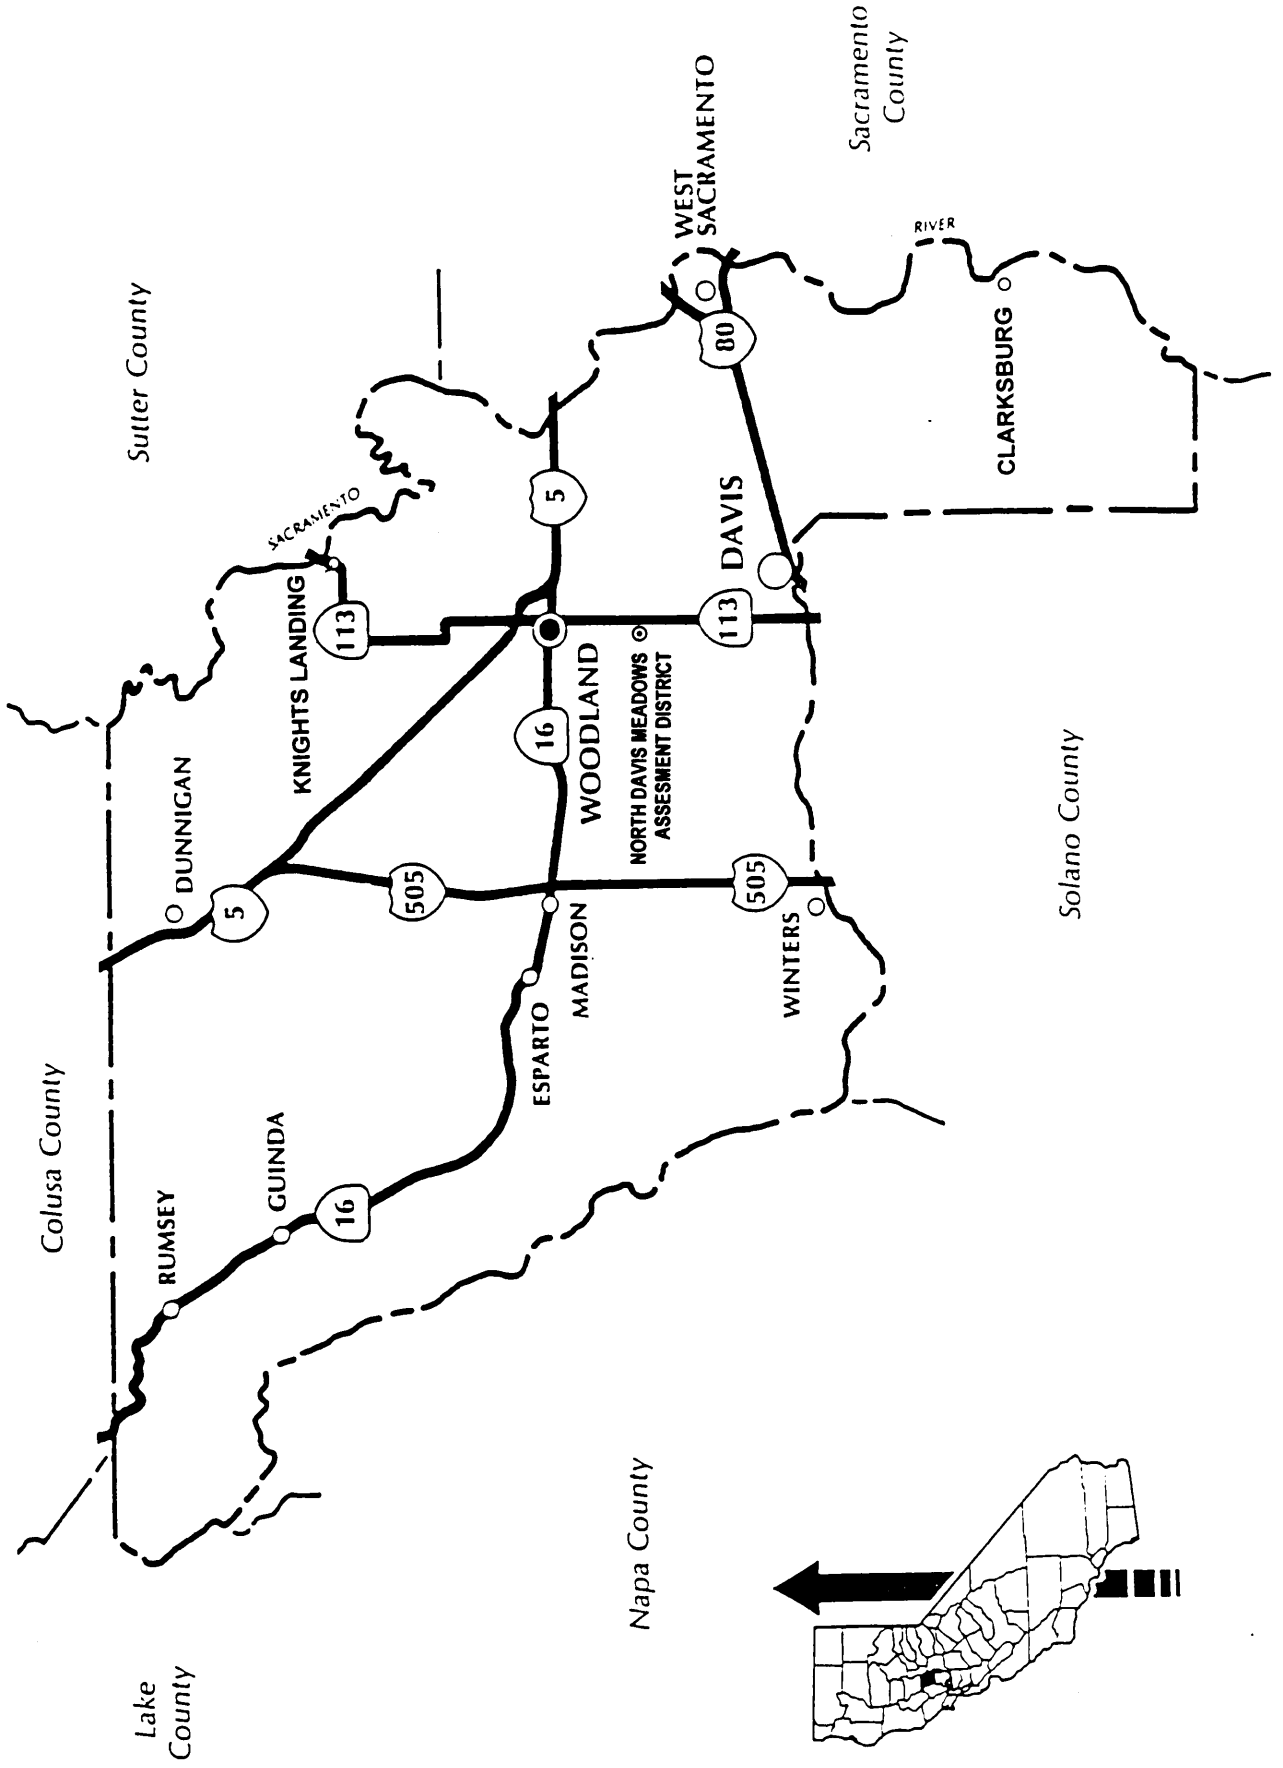 Lake
County
Colusa County
Sutter County
Sacramento
County
Napa County
Solano County
RUMSEY
GUINDA
16
ESPARTO
MADISON
DUNNIGAN
5
505
505
WINTERS
KNIGHTS LANDING
SACRAMENTO
113
16
WOODLAND
NORTH DAVIS MEADOWS
ASSESMENT DISTRICT
113
5
DAVIS
80
WEST
SACRAMENTO
RIVER
CLARKSBURG